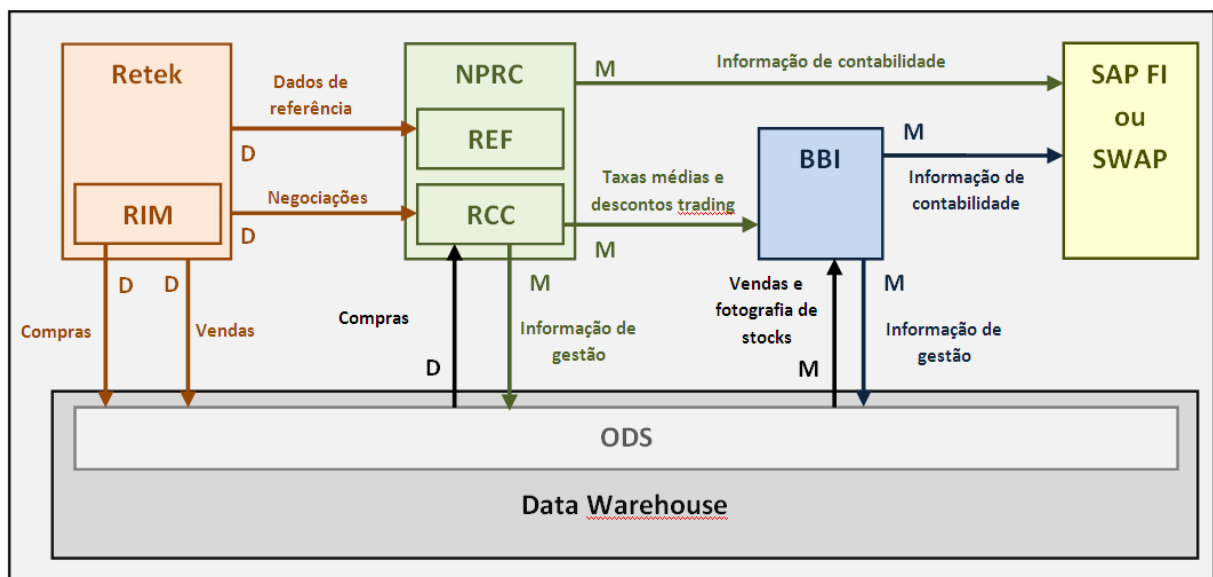 Retek
RIM
Dados de
referência
D
Negociações
D
NPRC
REF
RCC
M
Informação de contabilidade
Taxas médias e
descontos trading
M
BBI
M
Informação de
contabilidade
SAP FI
ou
SWAP
D
D
Compras
Vendas
Compras
D
M
Informação de
gestão
Vendas e
fotografia de
stocks
M
M
Informação de
gestão
ODS
Data Warehouse